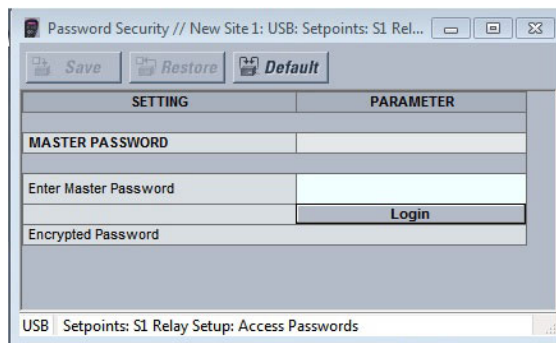 Password Security // New Site 1: USB: Setpoints: S1 Rel...
Save Restore Default
SETTING PARAMETER
MASTER PASSWORD
Enter Master Password
Login
Encrypted Password
USB Setpoints: S1 Relay Setup: Access Passwords